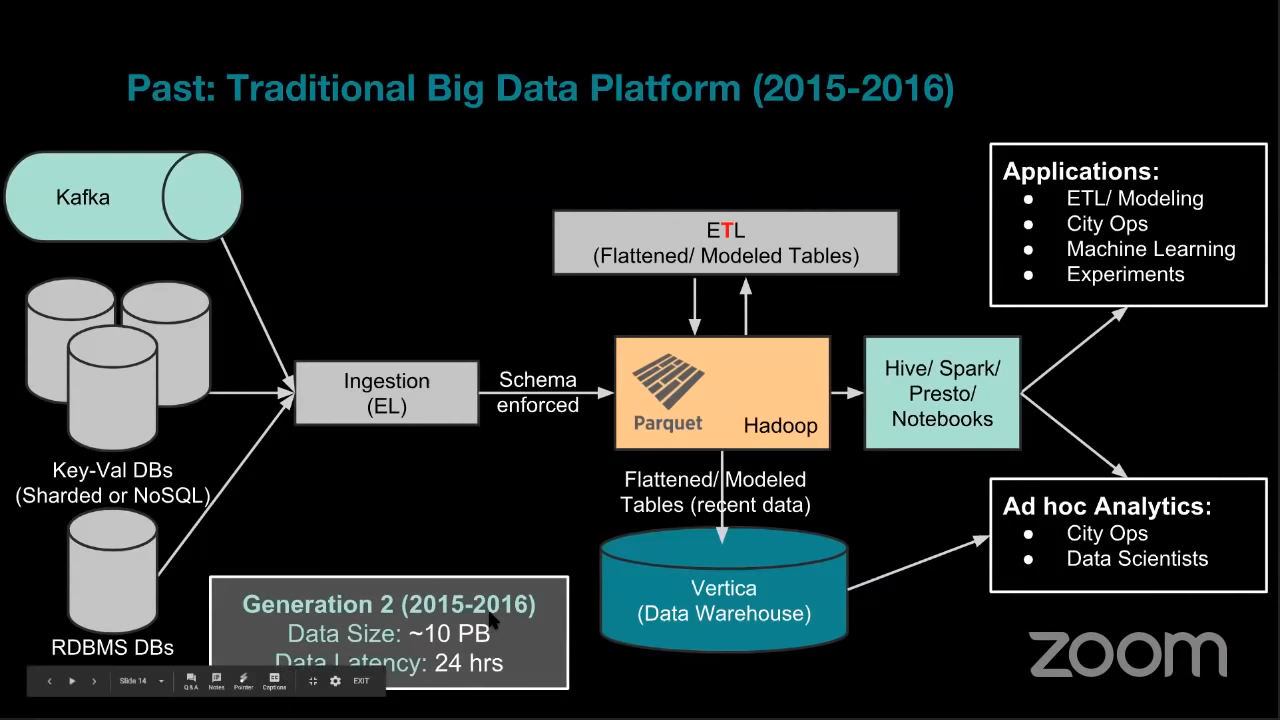 Past: Traditional Big Data Platform (2015-2016)
Kafka
Key-Val DBs
(Sharded or NoSQL)
RDBMS DBs
Ingestion
(EL)
Schema
enforced
ETL
(Flattened/ Modeled Tables)
Parquet
Hadoop
Flattened/ Modeled
Tables (recent data)
Vertica
(Data Warehouse)
Hive/ Spark/
Presto/
Notebooks
Applications:
● ETL/ Modeling
● City Ops
● Machine Learning
● Experiments
Ad hoc Analytics:
● City Ops
● Data Scientists
Generation 2 (2015-2016)
Data Size: ~10 PB
Data Latency: 24 hrs
Slide 14
Q&A
Notes
Pointer
Captions
EXIT
zoom